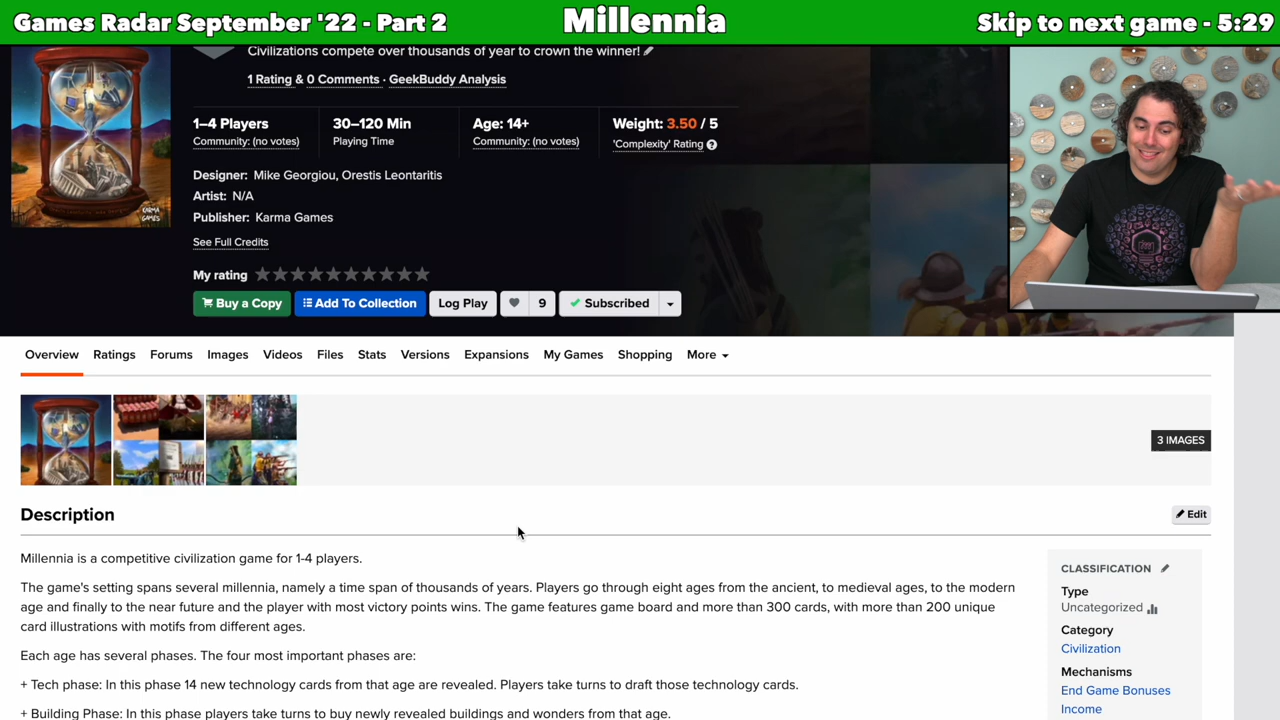 Games Radar September '22 - Part 2
Millennia
Skip to next game - 5:29
Civilizations compete over thousands of year to crown the winner!
1 Rating & 0 Comments · GeekBuddy Analysis
1–4 Players
Community: (no votes)
30–120 Min
Playing Time
Age: 14+
Community: (no votes)
Weight: 3.50 / 5
'Complexity' Rating ?
Designer: Mike Georgiou, Orestis Leontaritis
Artist: N/A
Publisher: Karma Games
KARMA
GAMES
See Full Credits
My rating
Buy a Copy
Add To Collection
Log Play
9
Subscribed
Overview
Ratings
Forums
Images
Videos
Files
Stats
Versions
Expansions
My Games
Shopping
More
3 IMAGES
Description
Edit
Millennia is a competitive civilization game for 1-4 players.
The game's setting spans several millennia, namely a time span of thousands of years. Players go through eight ages from the ancient, to medieval ages, to the modern
age and finally to the near future and the player with most victory points wins. The game features game board and more than 300 cards, with more than 200 unique
card illustrations with motifs from different ages.
Each age has several phases. The four most important phases are:
+ Tech phase: In this phase 14 new technology cards from that age are revealed. Players take turns to draft those technology cards.
+ Building Phase: In this phase players take turns to buy newly revealed buildings and wonders from that age.
CLASSIFICATION
Type
Uncategorized
Category
Civilization
Mechanisms
End Game Bonuses
Income